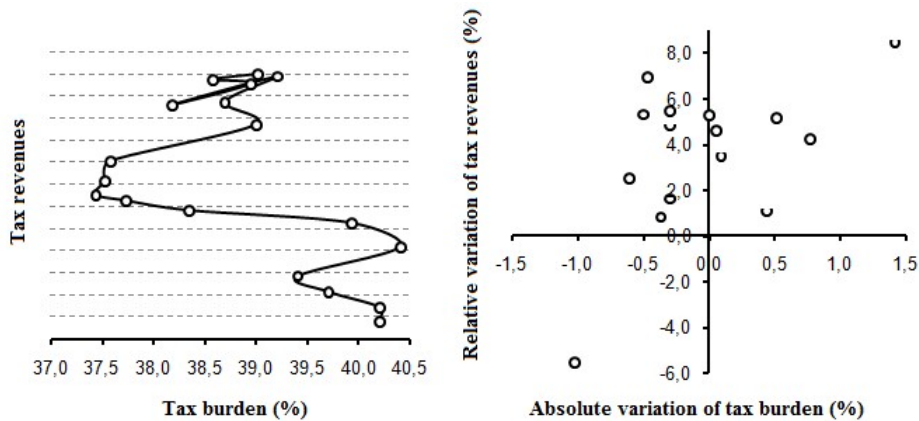 Tax revenues
37,0 37,5 38,0 38,5 39,0 39,5 40,0 40,5
Tax burden (%)
Relative variation of tax revenues (%)
8,0
6,0
4,0
2,0
0,0
-1,5 -1,0 -0,5 0,0 0,5 1,0 1,5
-2,0
-4,0
-6,0
Absolute variation of tax burden (%)